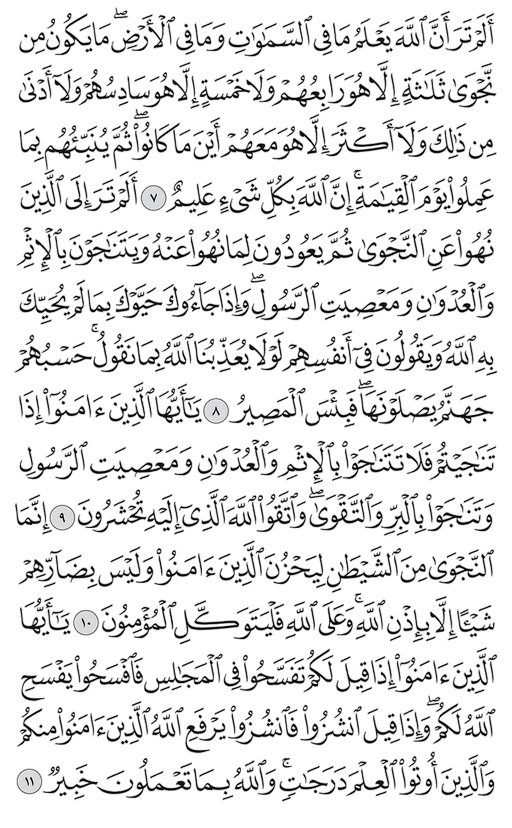 أَلَمْ تَرَ أَنَّ ٱللَّهَ يَعْلَمُ مَا فِى ٱلسَّمَٰوَٰتِ وَمَا فِى ٱلْأَرْضِ ۖ مَا يَكُونُ مِن
نَّجْوَىٰ ثَلَٰثَةٍ إِلَّا هُوَ رَابِعُهُمْ وَلَا خَمْسَةٍ إِلَّا هُوَ سَادِسُهُمْ وَلَآ أَدْنَىٰ
مِن ذَٰلِكَ وَلَآ أَكْثَرَ إِلَّا هُوَ مَعَهُمْ أَيْنَ مَا كَانُوا۟ ۖ ثُمَّ يُنَبِّئُهُم بِمَا
عَمِلُوا۟ يَوْمَ ٱلْقِيَٰمَةِ ۚ إِنَّ ٱللَّهَ بِكُلِّ شَىْءٍ عَلِيمٌ ٧ أَلَمْ تَرَ إِلَى ٱلَّذِينَ
نُهُوا۟ عَنِ ٱلنَّجْوَىٰ ثُمَّ يَعُودُونَ لِمَا نُهُوا۟ عَنْهُ وَيَتَنَٰجَوْنَ بِٱلْإِثْمِ
وَٱلْعُدْوَٰنِ وَمَعْصِيَتِ ٱلرَّسُولِ ۖ وَإِذَا جَآءُوكَ حَيَّوْكَ بِمَا لَمْ يُحَيِّكَ
بِهِ ٱللَّهُ وَيَقُولُونَ فِىٓ أَنفُسِهِمْ لَوْلَا يُعَذِّبُنَا ٱللَّهُ بِمَا نَقُولُ ۚ حَسْبُهُمْ
جَهَنَّمُ يَصْلَوْنَهَا ۖ فَبِئْسَ ٱلْمَصِيرُ ٨ يَٰٓأَيُّهَا ٱلَّذِينَ ءَامَنُوٓا۟ إِذَا
تَنَٰجَيْتُمْ فَلَا تَتَنَٰجَوْا۟ بِٱلْإِثْمِ وَٱلْعُدْوَٰنِ وَمَعْصِيَتِ ٱلرَّسُولِ
وَتَنَٰجَوْا۟ بِٱلْبِرِّ وَٱلتَّقْوَىٰ ۖ وَٱتَّقُوا۟ ٱللَّهَ ٱلَّذِىٓ إِلَيْهِ تُحْشَرُونَ ٩ إِنَّمَا
ٱلنَّجْوَىٰ مِنَ ٱلشَّيْطَٰنِ لِيَحْزُنَ ٱلَّذِينَ ءَامَنُوا۟ وَلَيْسَ بِضَآرِّهِمْ
شَيْـًٔا إِلَّا بِإِذْنِ ٱللَّهِ ۚ وَعَلَى ٱللَّهِ فَلْيَتَوَكَّلِ ٱلْمُؤْمِنُونَ ١٠ يَٰٓأَيُّهَا
ٱلَّذِينَ ءَامَنُوٓا۟ إِذَا قِيلَ لَكُمْ تَفَسَّحُوا۟ فِى ٱلْمَجَٰلِسِ فَٱفْسَحُوا۟ يَفْسَحِ
ٱللَّهُ لَكُمْ ۖ وَإِذَا قِيلَ ٱنشُزُوا۟ فَٱنشُزُوا۟ يَرْفَعِ ٱللَّهُ ٱلَّذِينَ ءَامَنُوا۟ مِنكُمْ
وَٱلَّذِينَ أُوتُوا۟ ٱلْعِلْمَ دَرَجَٰتٍ ۚ وَٱللَّهُ بِمَا تَعْمَلُونَ خَبِيرٌ ١١